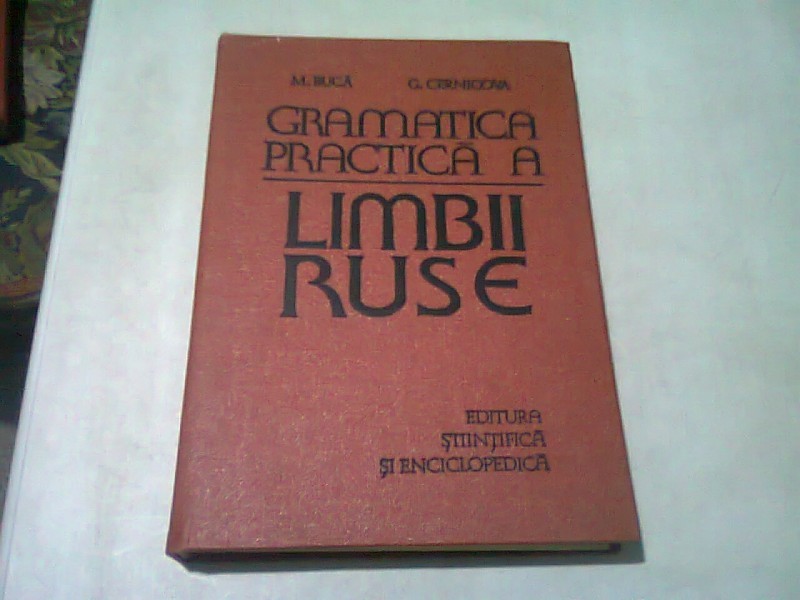 M. BUCĂ G. CERNICOVA
GRAMATICA
PRACTICĂ A
LIMBII
RUSE
EDITURA
ŞTIINŢIFICĂ
ŞI ENCICLOPEDICĂ